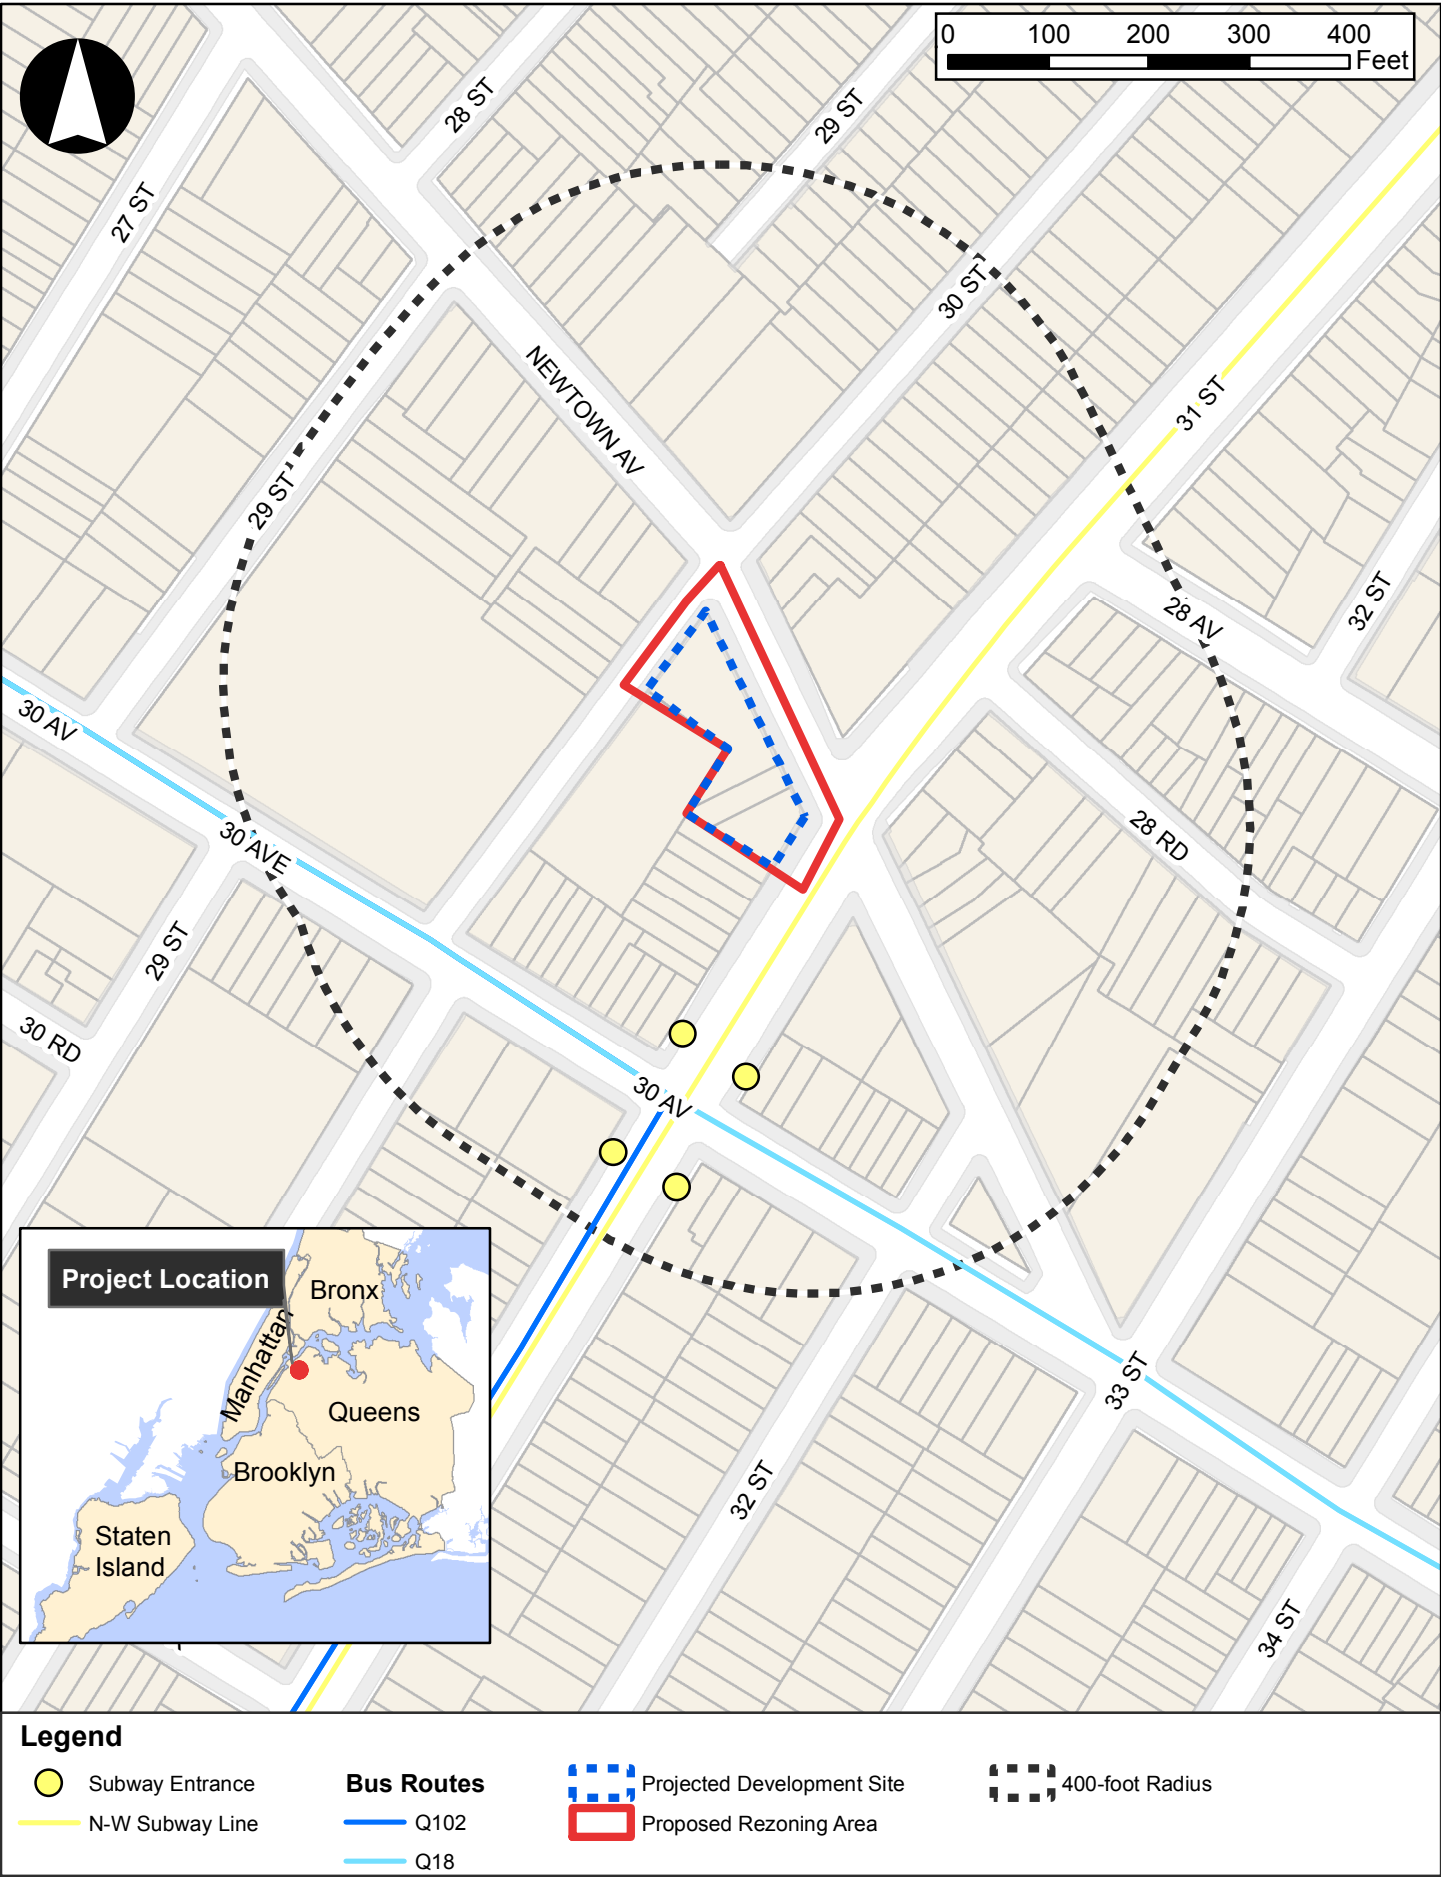 0 100 200 300 400
Feet
28 ST
29 ST
27 ST
30 ST
NEWTOWN AV
31 ST
29 ST
32 ST
28 AV
30 AV
28 RD
30 AVE
29 ST
30 RD
30 AV
33 ST
32 ST
34 ST
Project Location
Bronx
Manhattan
Queens
Brooklyn
Staten
Island
Legend
Subway Entrance
N-W Subway Line
Bus Routes
Q102
Q18
Projected Development Site
Proposed Rezoning Area
400-foot Radius